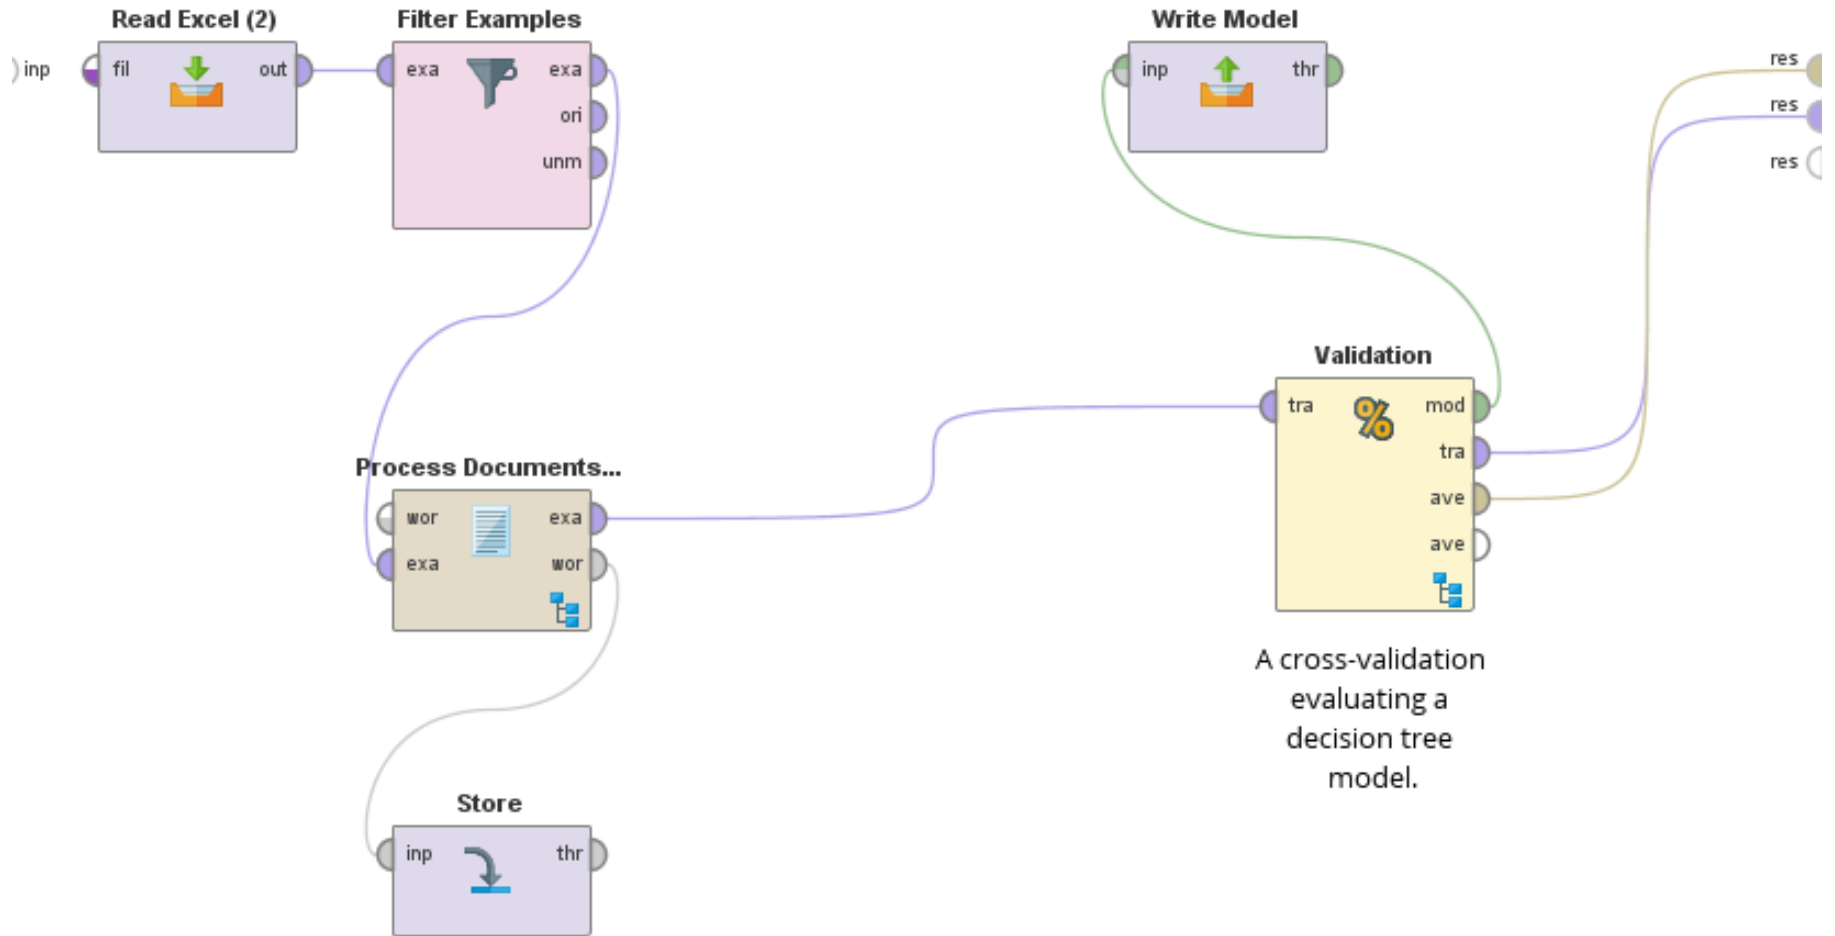 Read Excel (2)
Filter Examples
Write Model
inp
fil
out
exa
exa
ori
unm
inp
thr
res
res
res
Validation
tra
mod
tra
ave
ave
Process Documents...
wor
exa
exa
wor
A cross-validation
evaluating a
decision tree
model.
Store
inp
thr